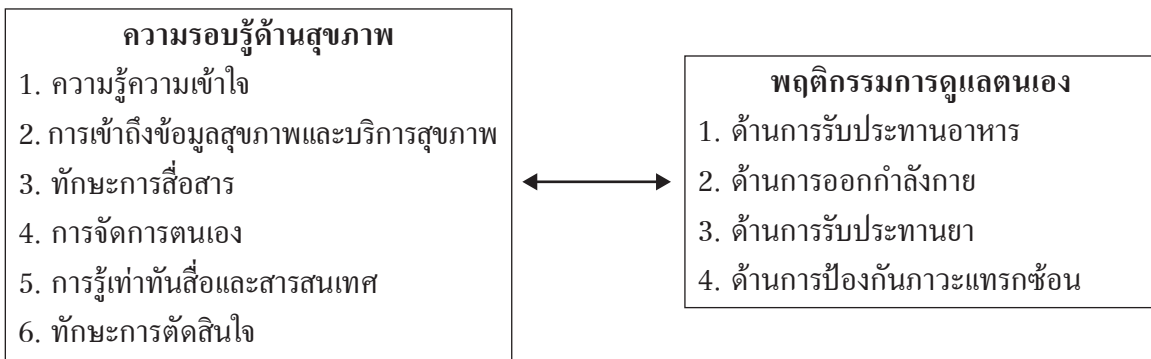 ความรอบรู้ด้านสุขภาพ
1. ความรู้ความเข้าใจ
2. การเข้าถึงข้อมูลสุขภาพและบริการสุขภาพ
3. ทักษะการสื่อสาร
4. การจัดการตนเอง
5. การรู้เท่าทันสื่อและสารสนเทศ
6. ทักษะการตัดสินใจ
พฤติกรรมการดูแลตนเอง
1. ด้านการรับประทานอาหาร
2. ด้านการออกกำลังกาย
3. ด้านการรับประทานยา
4. ด้านการป้องกันภาวะแทรกซ้อน